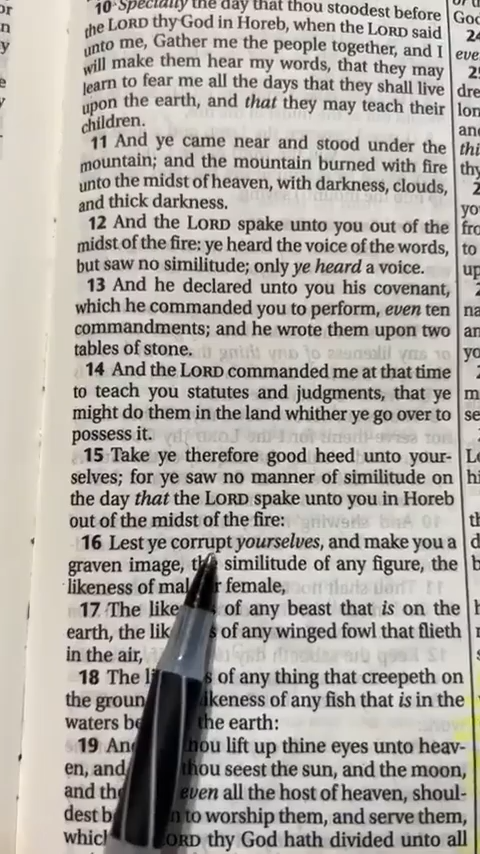 10 Specially the day that thou stoodest before
the LORD thy God in Horeb, when the LORD said
unto me, Gather me the people together, and I
will make them hear my words, that they may
learn to fear me all the days that they shall live
upon the earth, and that they may teach their
children.
11 And ye came near and stood under the
mountain; and the mountain burned with fire
unto the midst of heaven, with darkness, clouds,
and thick darkness.
12 And the LORD spake unto you out of the
midst of the fire: ye heard the voice of the words,
but saw no similitude; only ye heard a voice.
13 And he declared unto you his covenant,
which he commanded you to perform, even ten
commandments; and he wrote them upon two
tables of stone.
14 And the LORD commanded me at that time
to teach you statutes and judgments, that ye
might do them in the land whither ye go over to
possess it.
15 Take ye therefore good heed unto your-
selves; for ye saw no manner of similitude on
the day that the LORD spake unto you in Horeb
out of the midst of the fire:
16 Lest ye corrupt yourselves, and make you a
graven image, the similitude of any figure, the
likeness of male or female,
17 The of any beast that is on the
earth, the of any winged fowl that flieth
in the air,
18 The of any thing that creepeth on
the of any fish that is in the
waters the earth:
19 thou lift up thine eyes unto heav-
en, and thou seest the sun, and the moon,
and the even all the host of heaven, shoul-
dest to worship them, and serve them,
LORD thy God hath divided unto all